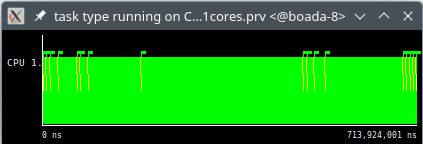 task type running on C...1cores.prv <@boada-8>
CPU 1.
0 ns
713,924,001 ns